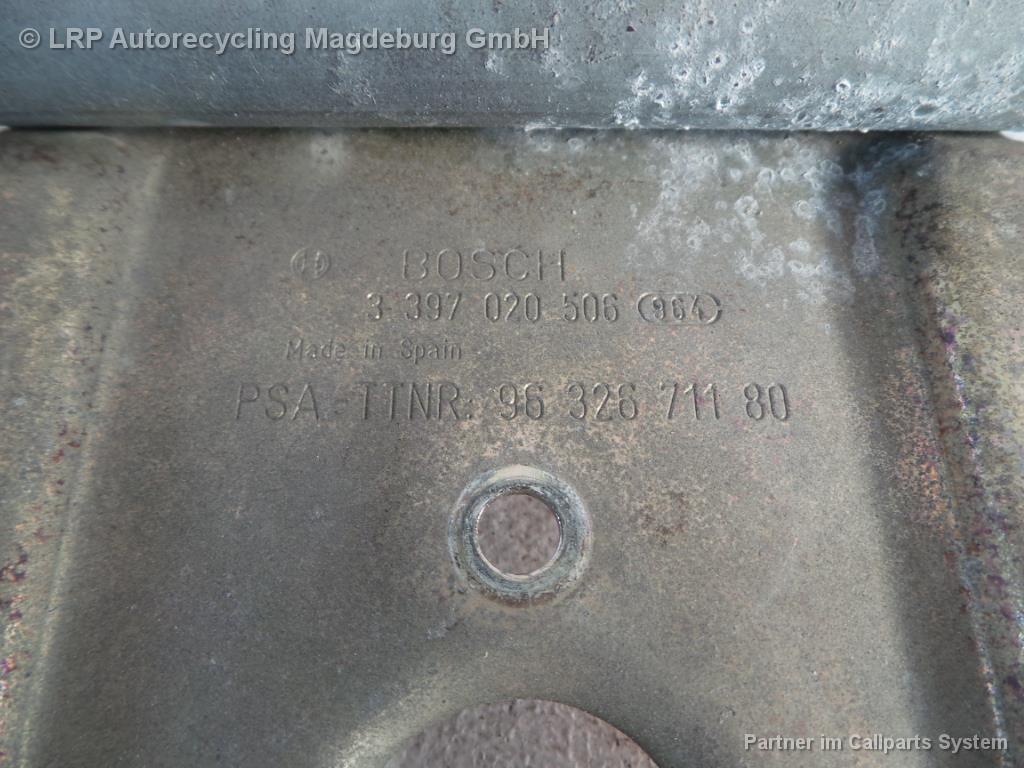 © LRP Autorecycling Magdeburg GmbH
BOSCH
3 397 020 506 964
Made in Spain
PSA.-TTNR: 96 326 711 80
Partner im Callparts System